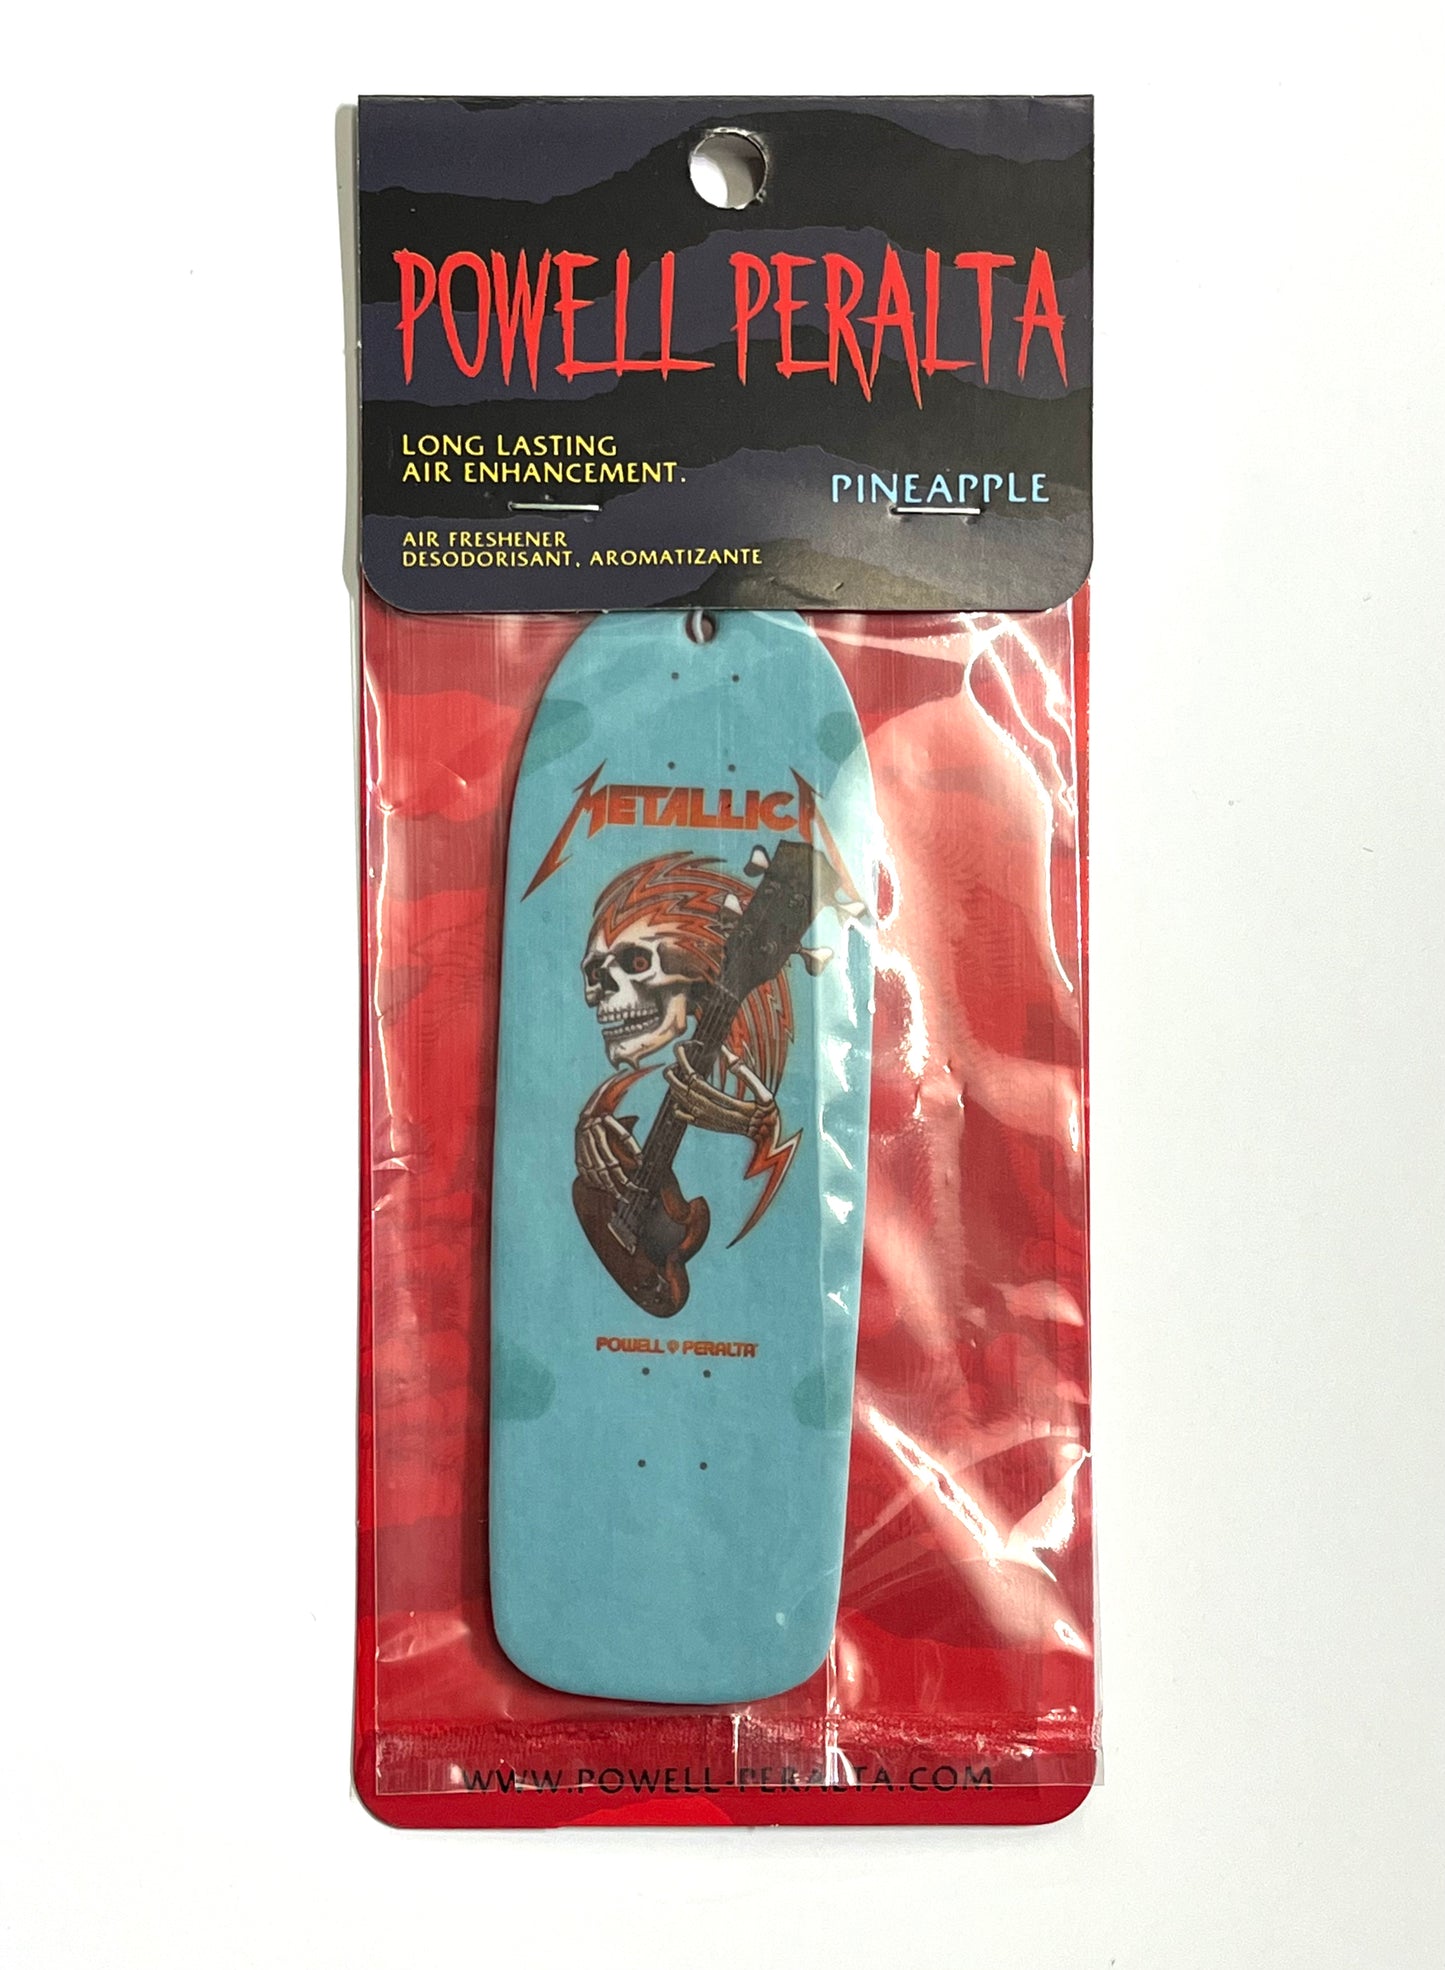 POWELL PERALTA
LONG LASTING
AIR ENHANCEMENT.
PINEAPPLE
AIR FRESHENER
DESODORISANT, AROMATIZANTE
METALLICA
POWELL PERALTA
WWW.POWELL-PERALTA.COM